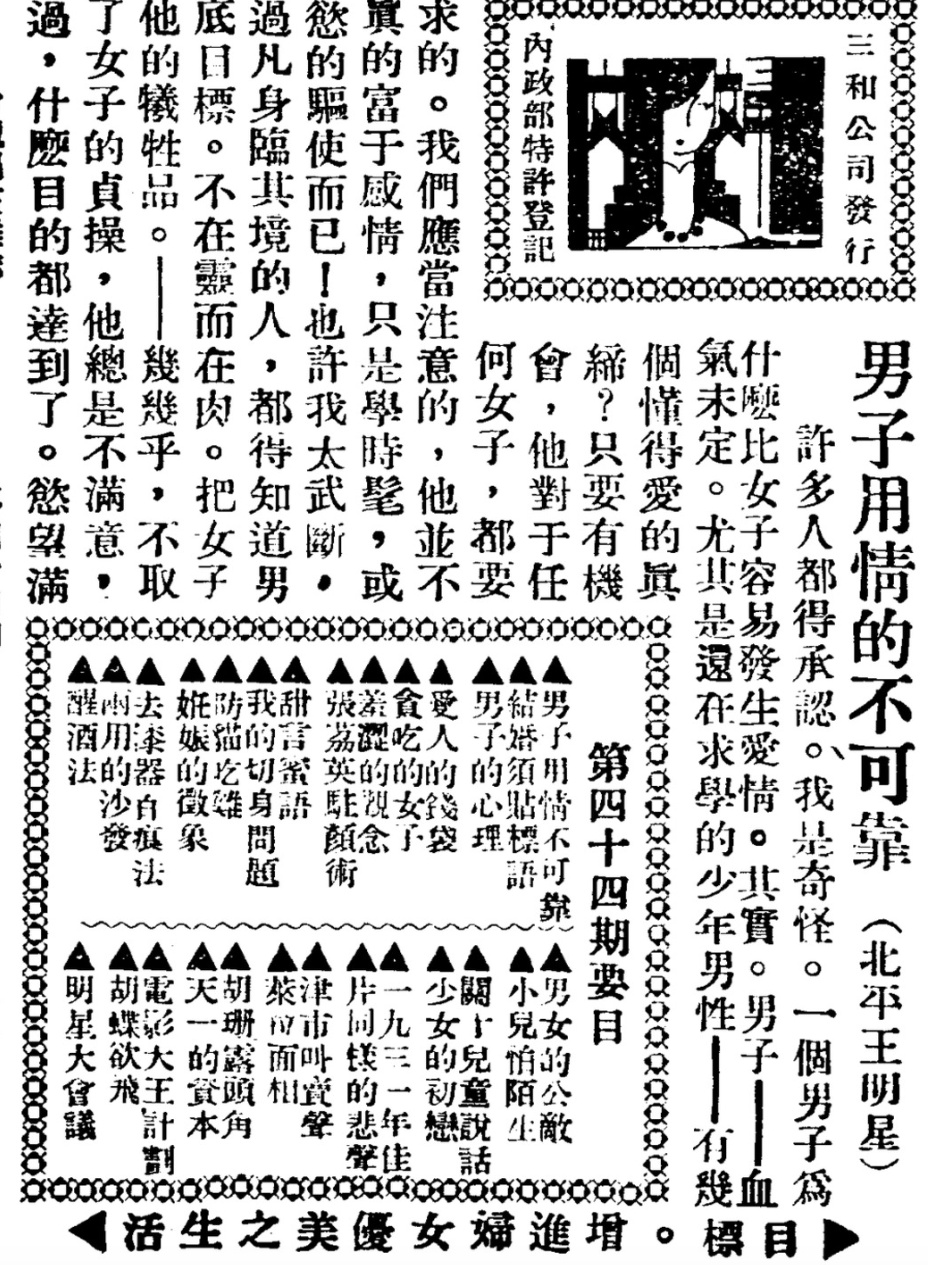 三和公司發行
內政部特許登記
男子用情的不可靠 (北平王明星)
許多人都得承認。我是奇怪。一個男子爲
什麼比女子容易發生愛情。其實。男子——血
氣未定。尤其是還在求學的少年男性——有幾
個懂得愛的眞
締?只要有機
會,他對于任
何女子,都要
求的。我們應當注意的,他並不
眞的富于感情,只是學時髦,或
慾的驅使而已!也許我太武斷,
過凡身臨其境的人,都得知道男
底目標。不在靈而在肉。把女子
他的犧牲品。——幾幾乎,不取
了女子的貞操,他總是不滿意,
過,什麼目的都達到了。慾望滿
第四十四期要目
▲男子用情不可靠
▲結婚須貼標語
▲男子的心理
▲愛人的錢袋
▲貪吃的女子
▲羞澀的觀念
▲張荔英駐顏術
▲甜言蜜語
▲我的切身問題
▲防貓吃雞
▲姙娠的徵象
▲去漆器白痕法
▲兩用的沙發
▲醒酒法
▲男女的公敵
▲小兒怕陌生
▲關于兒童說話
▲少女的初戀
▲一九三一年佳
▲片同樣的悲聲
▲津市叫賣聲
▲萊笠面相
▲胡珊露頭角
▲天一的資本
▲電影大王計劃
▲胡蝶欲飛
▲明星大會議
目標。增進婦女優美之生活